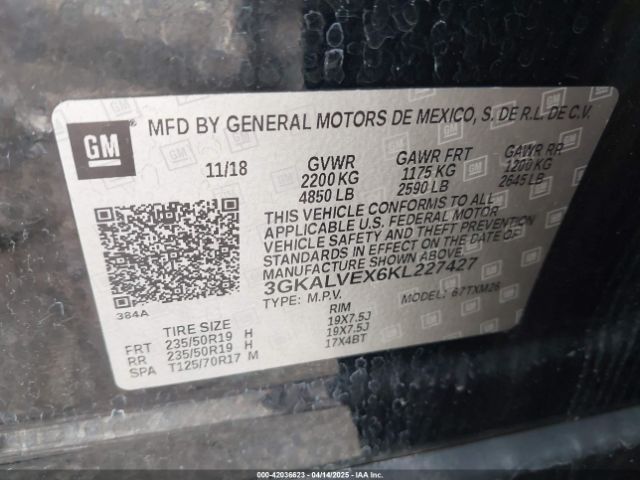 GM
MFD BY GENERAL MOTORS DE MEXICO, S. DE R.L. DE C.V.
11/18 GVWR GAWR FRT GAWR RR
2200 KG 1175 KG 1200 KG
4850 LB 2590 LB 2645 LB
THIS VEHICLE CONFORMS TO ALL
APPLICABLE U.S. FEDERAL MOTOR
VEHICLE SAFETY AND THEFT PREVENTION
STANDARDS IN EFFECT ON THE DATE OF
MANUFACTURE SHOWN ABOVE.
3GKALVEX6KL227427
TYPE: M.P.V. MODEL: 67TXM26
384A
TIRE SIZE RIM
FRT 235/50R19 H 19X7.5J
RR 235/50R19 H 19X7.5J
SPA T125/70R17 M 17X4BT
000-42036623 - 04/14/2025 - IAAI.COM